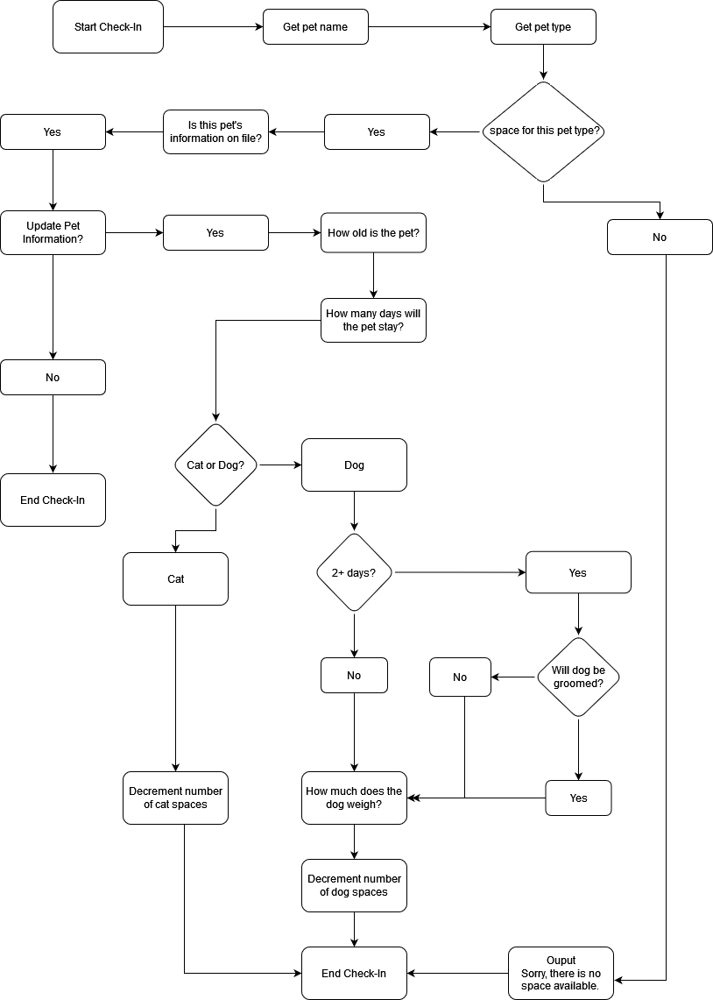 Start Check-In
Get pet name
Get pet type
space for this pet type?
Yes
Is this pet's
information on file?
Yes
No
Update Pet
Information?
Yes
How old is the pet?
How many days will
the pet stay?
No
End Check-In
Cat or Dog?
Dog
Cat
2+ days?
Yes
Will dog be
groomed?
No
No
Yes
Decrement number
of cat spaces
How much does the
dog weigh?
Decrement number
of dog spaces
End Check-In
Ouput
Sorry, there is no
space available.